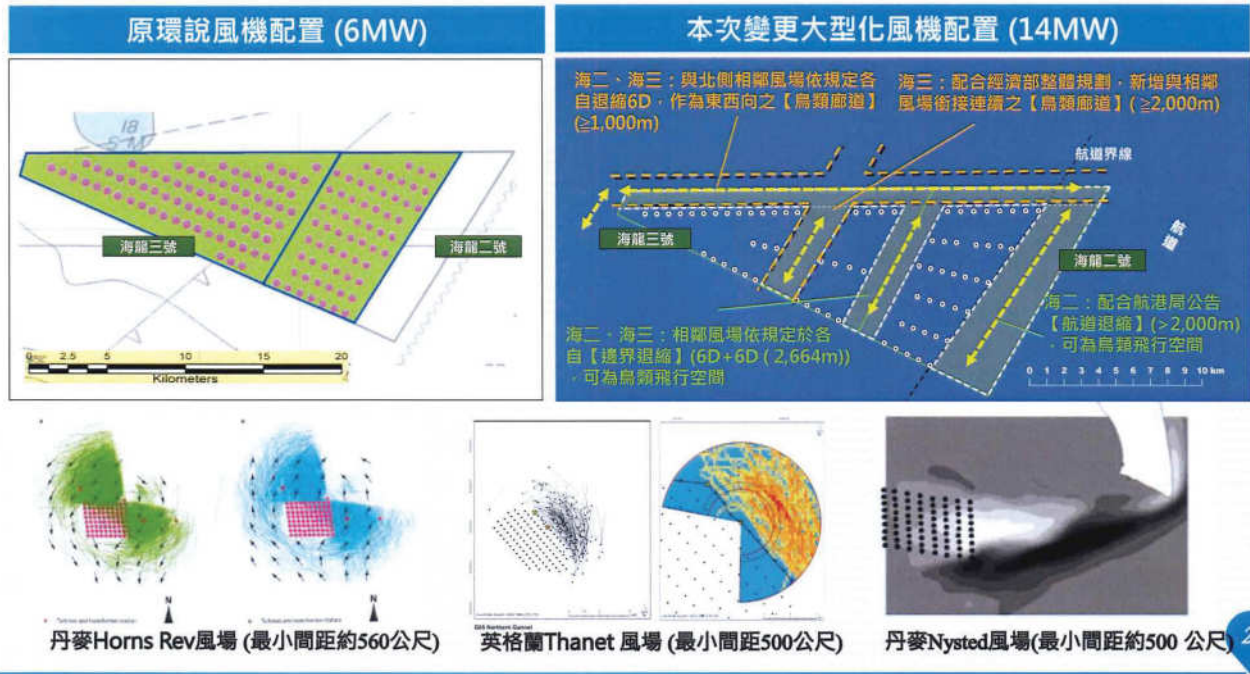 原環說風機配置 (6MW)
18
S-M
海龍三號
海龍二號
0 2.5 5 10 15 20
Kilometers
本次變更大型化風機配置 (14MW)
海二、海三：與北側相鄰風場依規定各
自退縮6D，作為東西向之【鳥類廊道】
(≧1,000m)
海三：配合經濟部整體規劃，新增與相鄰
風場銜接連續之【鳥類廊道】(≧2,000m)
航道界線
航道
海龍三號
海龍二號
海二、海三：相鄰風場依規定於各
自【邊界退縮】(6D+6D（2,664m))
，可為鳥類飛行空間
海二：配合航港局公告
【航道退縮】(>2,000m)
，可為鳥類飛行空間
0 1 2 3 4 5 6 7 8 9 10 km
N
N
丹麥Horns Rev風場 (最小間距約560公尺)
Northern Gannet
英格蘭Thanet 風場 (最小間距500公尺)
丹麥Nysted風場(最小間距約500 公尺)
2